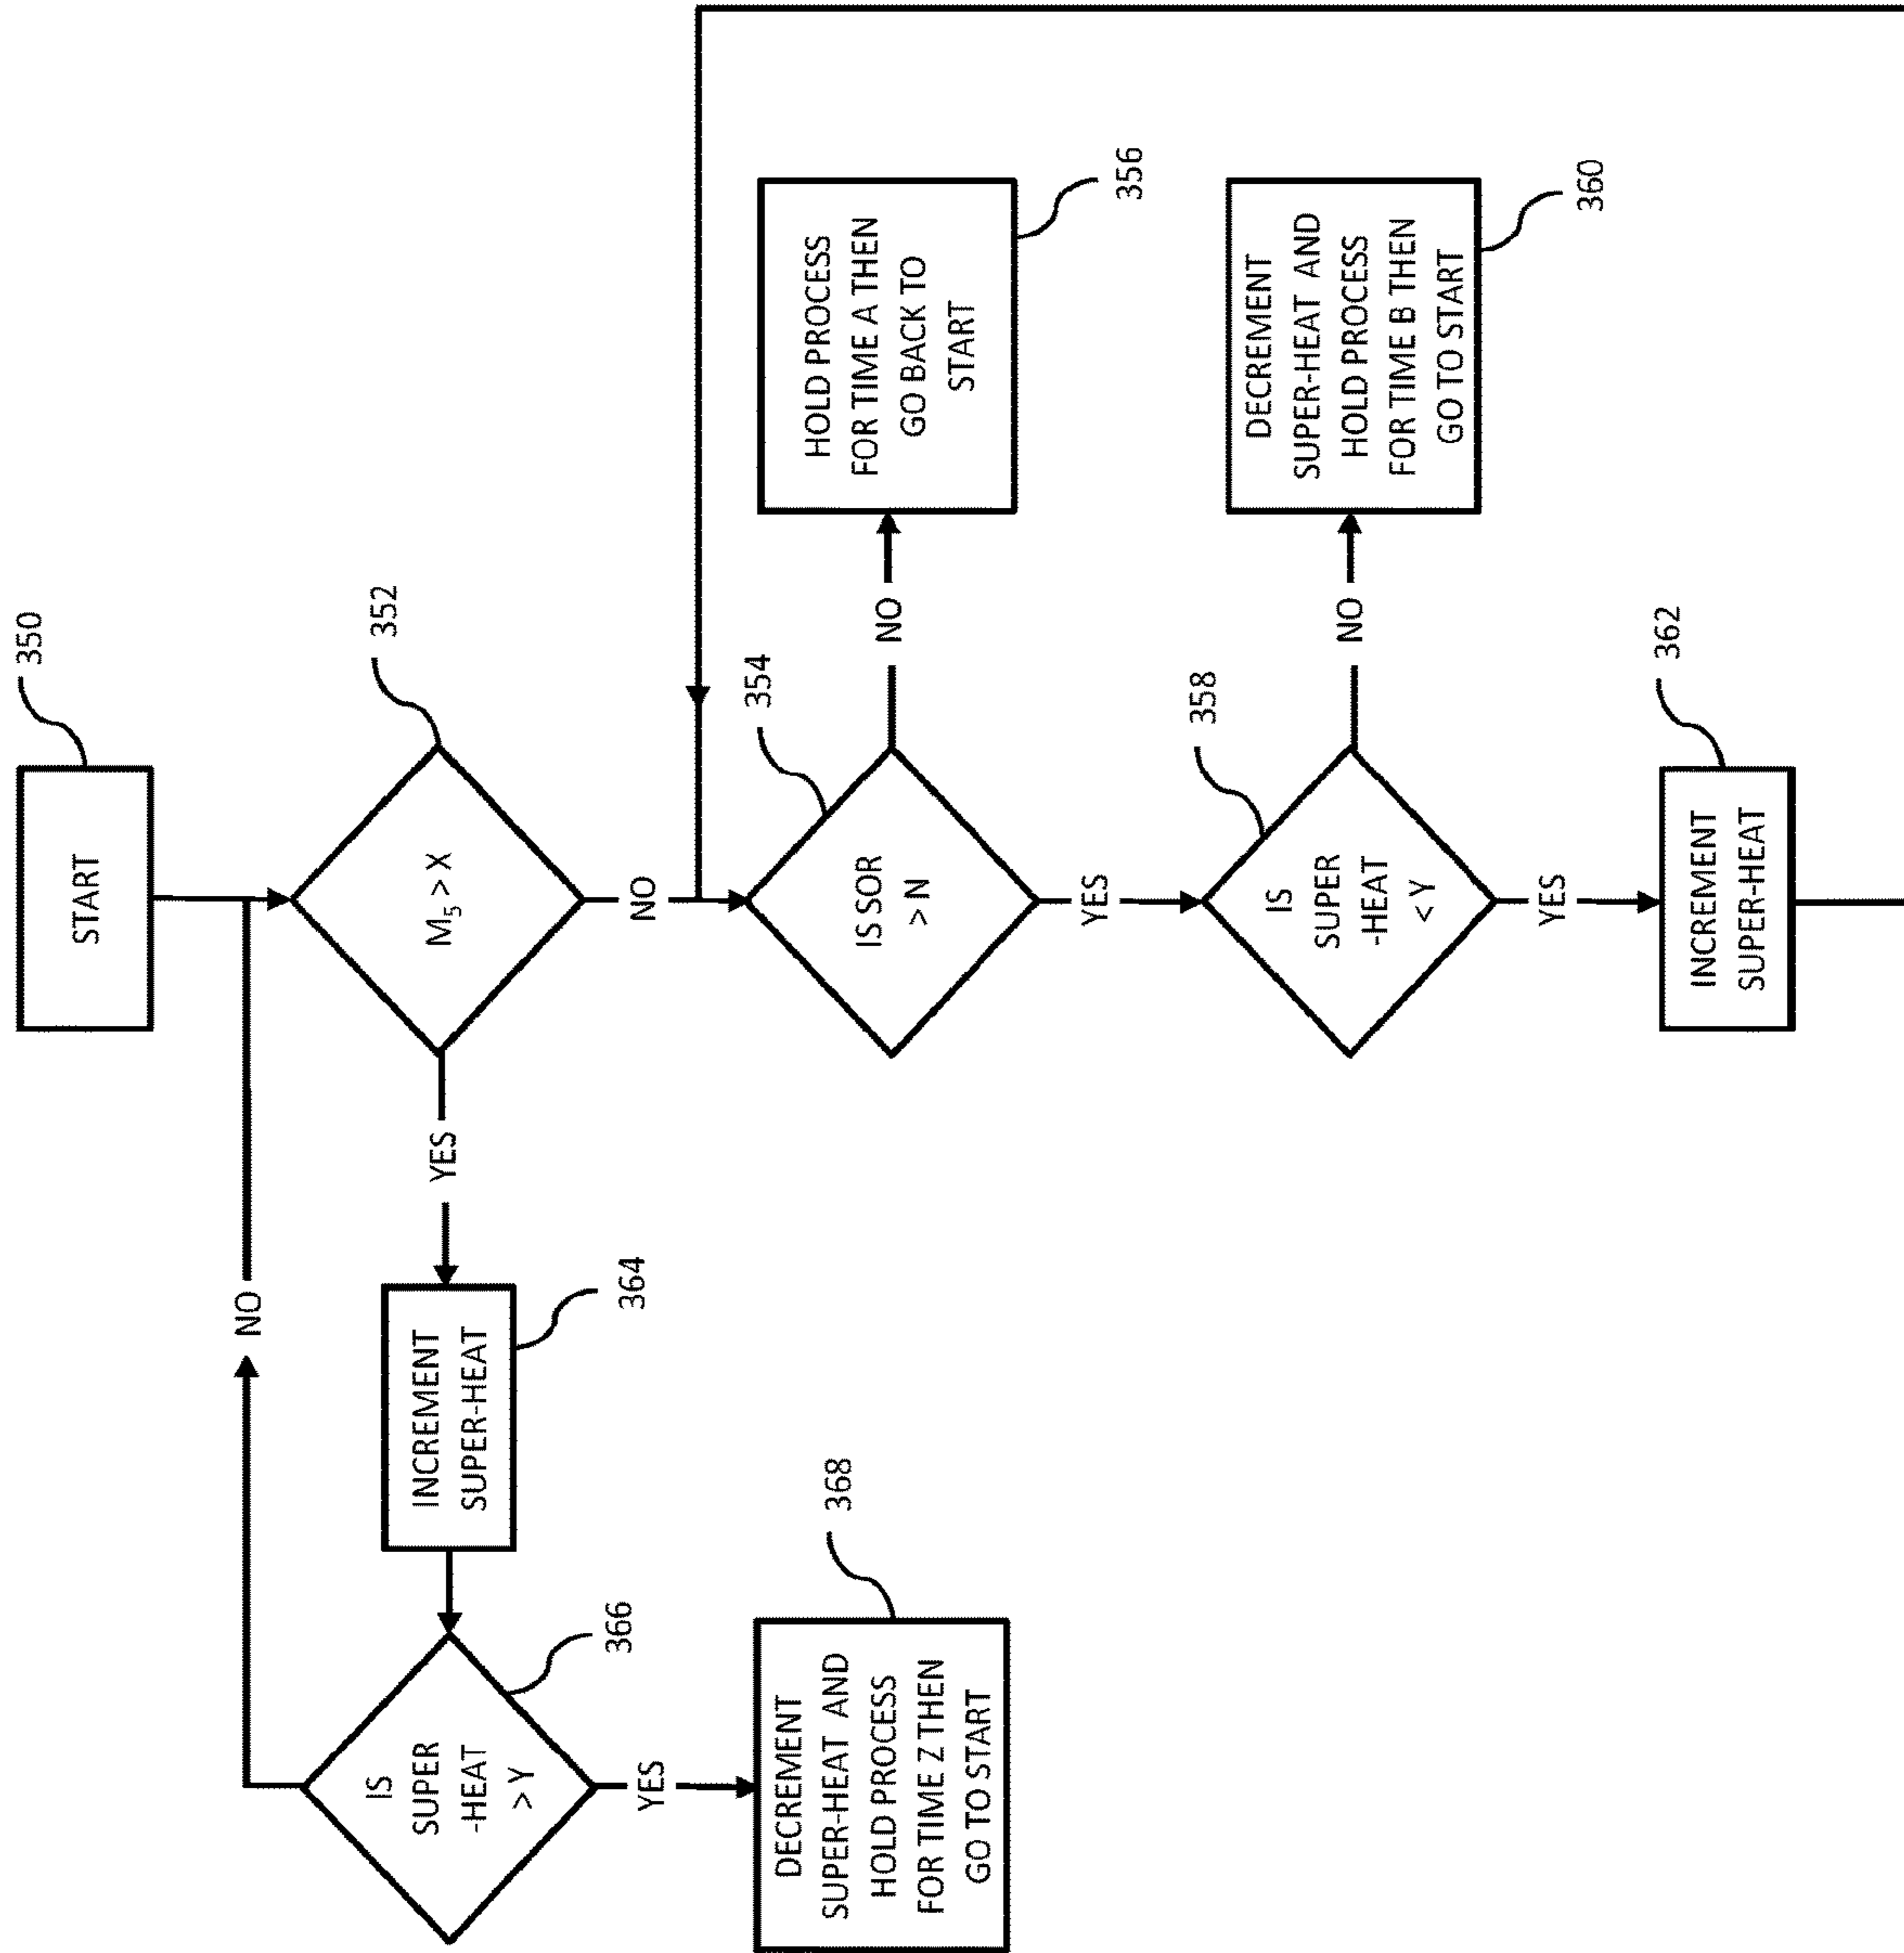 START
350
M₅ > X
352
NO
YES
IS SOR
> N
354
NO
HOLD PROCESS
FOR TIME A THEN
GO BACK TO
START
356
YES
IS
SUPER
-HEAT
< Y
358
NO
DECREMENT
SUPER-HEAT AND
HOLD PROCESS
FOR TIME B THEN
GO TO START
360
YES
INCREMENT
SUPER-HEAT
362
INCREMENT
SUPER-HEAT
364
IS
SUPER
-HEAT
> Y
366
NO
YES
DECREMENT
SUPER-HEAT AND
HOLD PROCESS
FOR TIME Z THEN
GO TO START
368